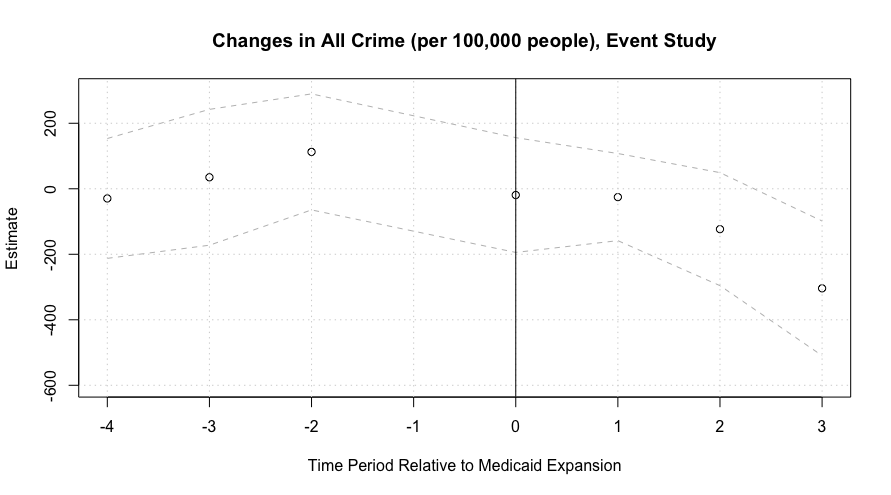 Changes in All Crime (per 100,000 people), Event Study
Estimate
200
0
-200
-400
-600
-4 -3 -2 -1 0 1 2 3
Time Period Relative to Medicaid Expansion